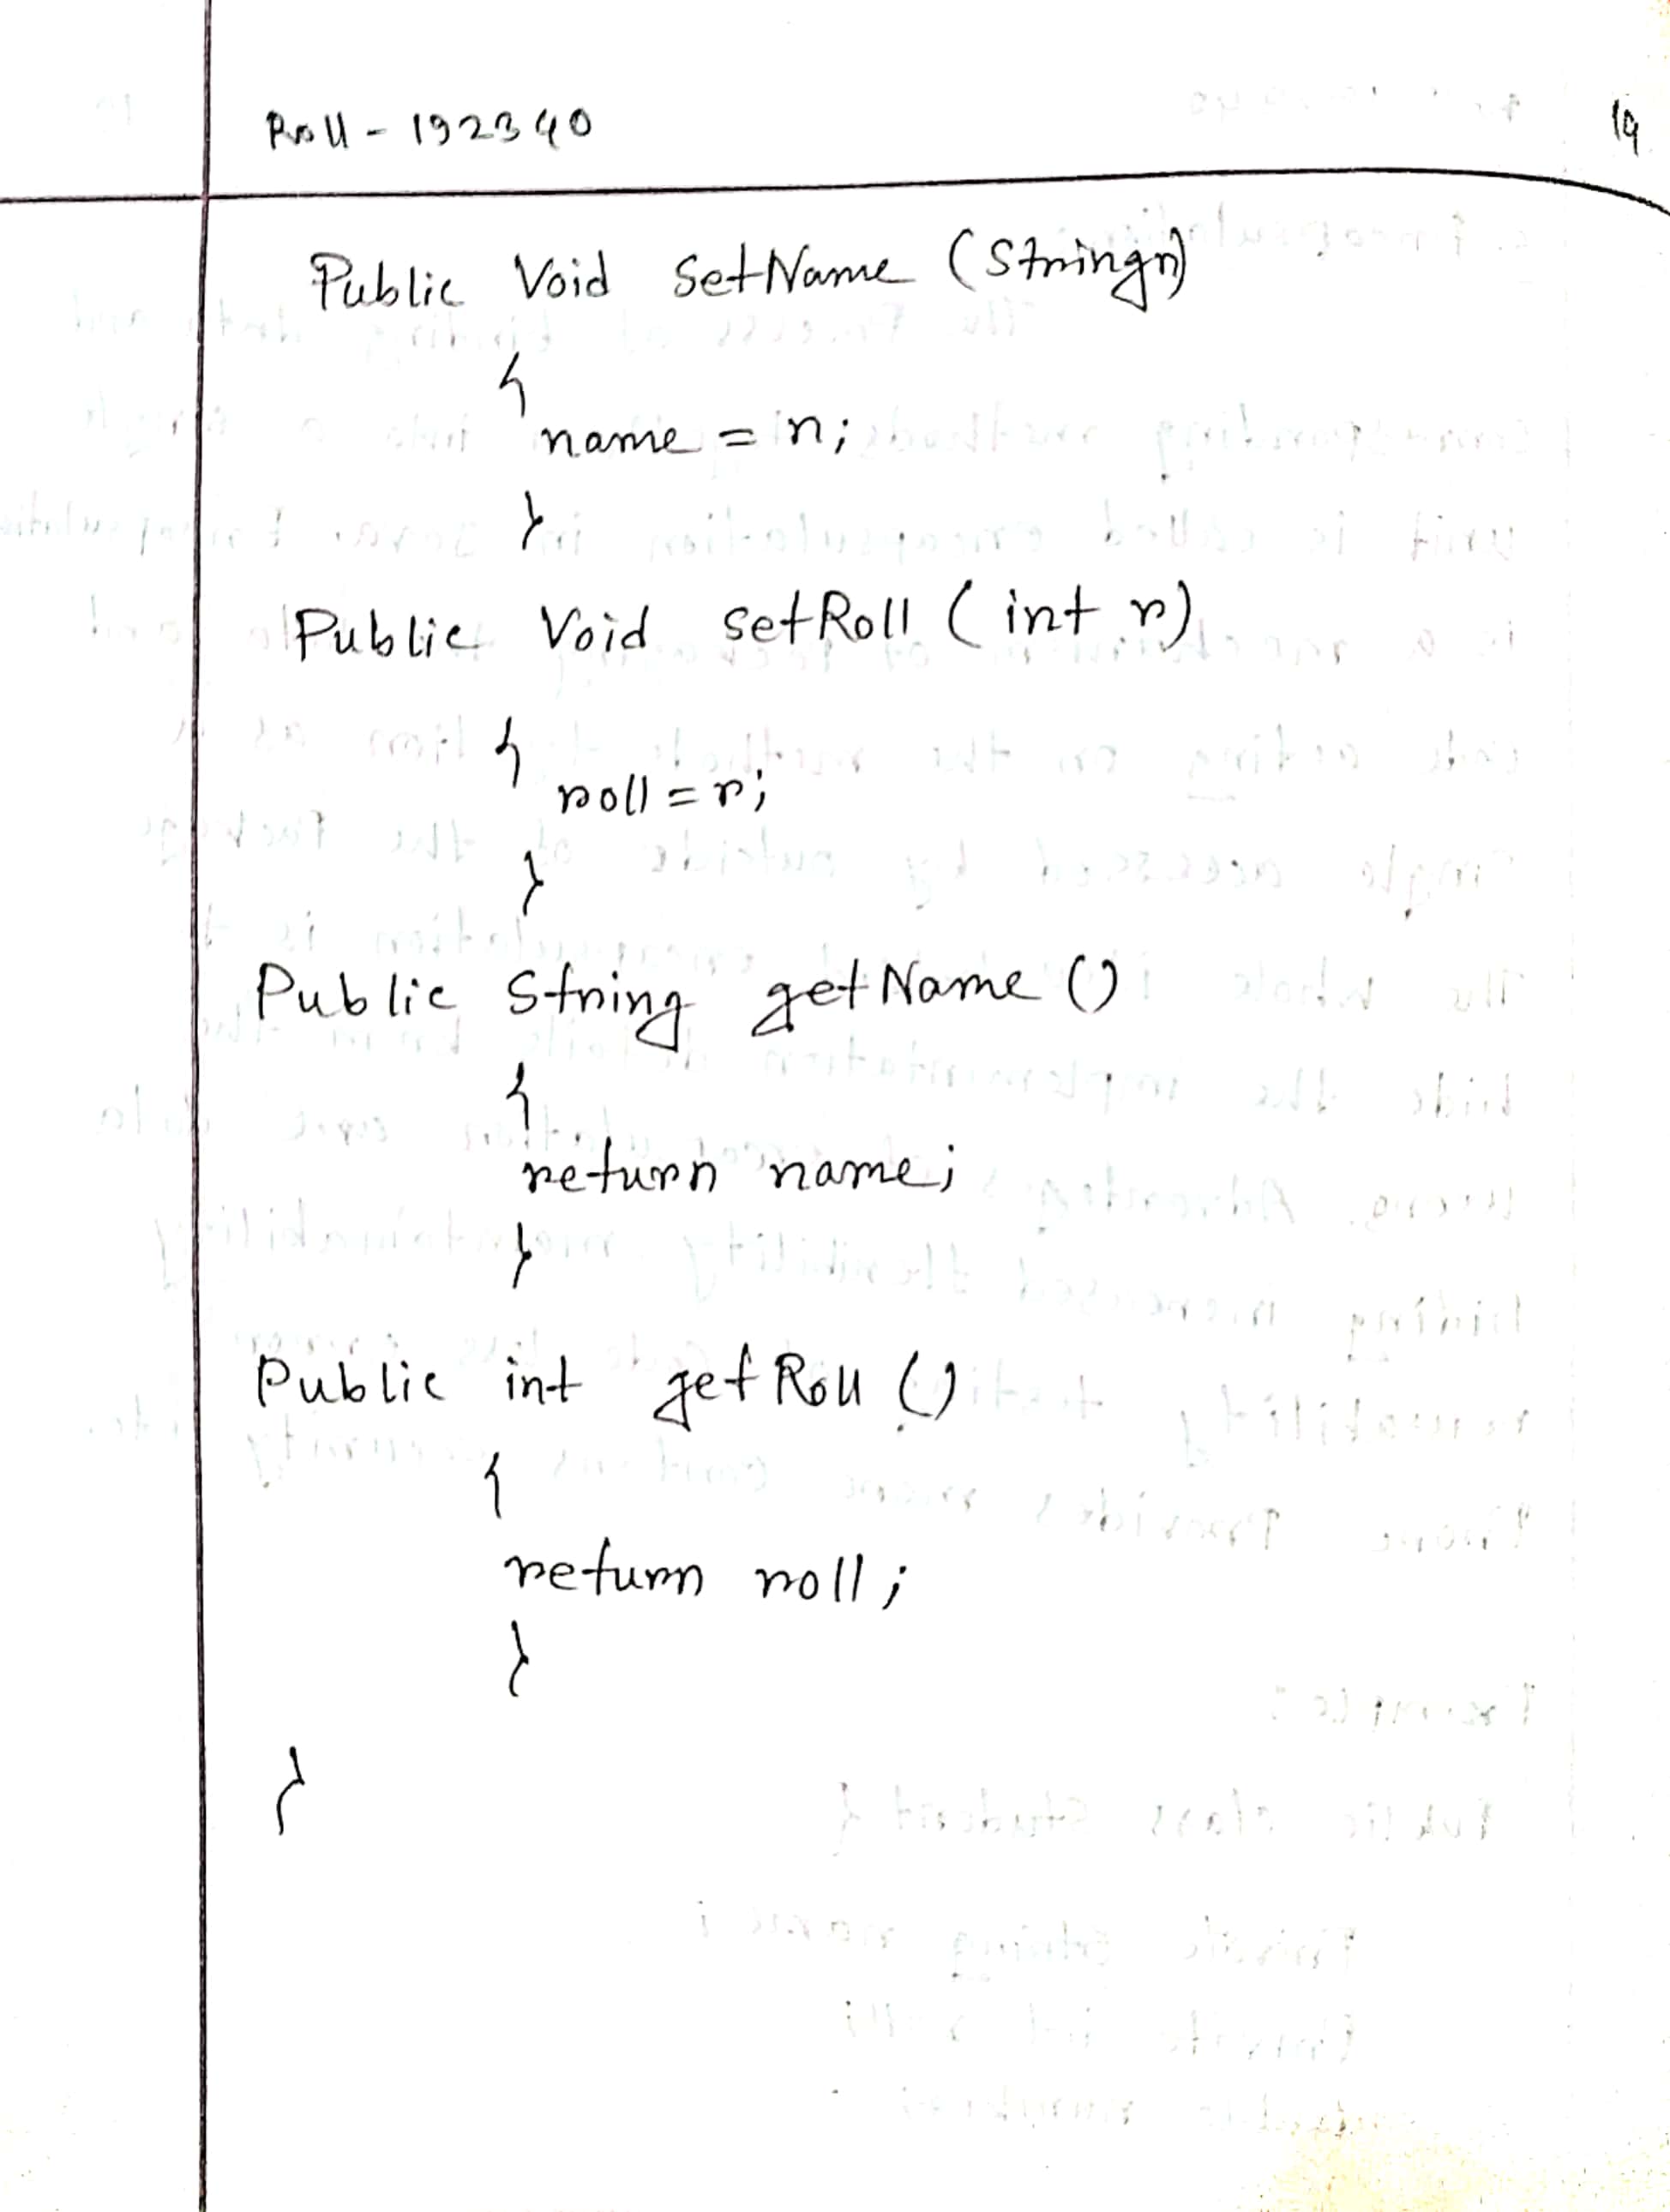 Roll - 192340
19
Public Void SetName (String n)
{
name = n;
}
Public Void setRoll (int r)
{
roll = r;
}
Public String getName ()
{
return name;
}
Public int getRoll ()
{
return roll;
}
}